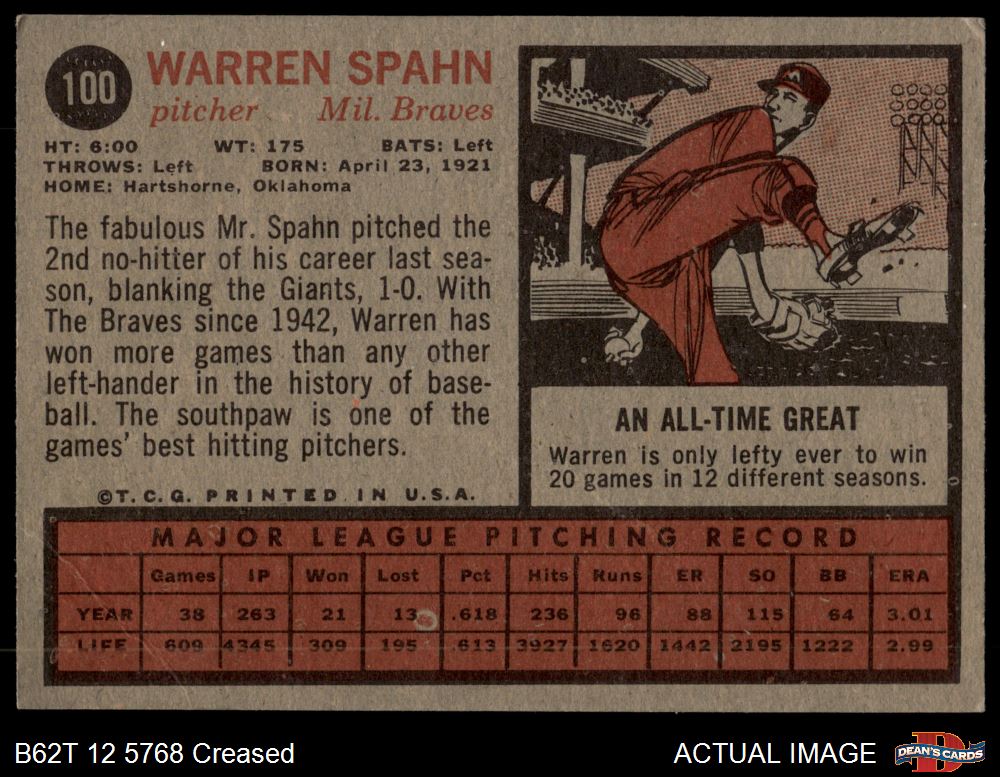 100
WARREN SPAHN
pitcher Mil. Braves
HT: 6:00 WT: 175 BATS: Left
THROWS: Left BORN: April 23, 1921
HOME: Hartshorne, Oklahoma
The fabulous Mr. Spahn pitched the
2nd no-hitter of his career last sea-
son, blanking the Giants, 1-0. With
The Braves since 1942, Warren has
won more games than any other
left-hander in the history of base-
ball. The southpaw is one of the
games' best hitting pitchers.
©T.C.G. PRINTED IN U.S.A.
M
AN ALL-TIME GREAT
Warren is only lefty ever to win
20 games in 12 different seasons.
MAJOR LEAGUE PITCHING RECORD
Games IP Won Lost Pct Hits Runs ER SO BB ERA
YEAR 38 263 21 13 .618 236 96 88 115 64 3.01
LIFE 609 4345 309 195 .613 3927 1620 1442 2195 1222 2.99
B62T 12 5768 Creased
ACTUAL IMAGE
D
DEAN'S CARDS